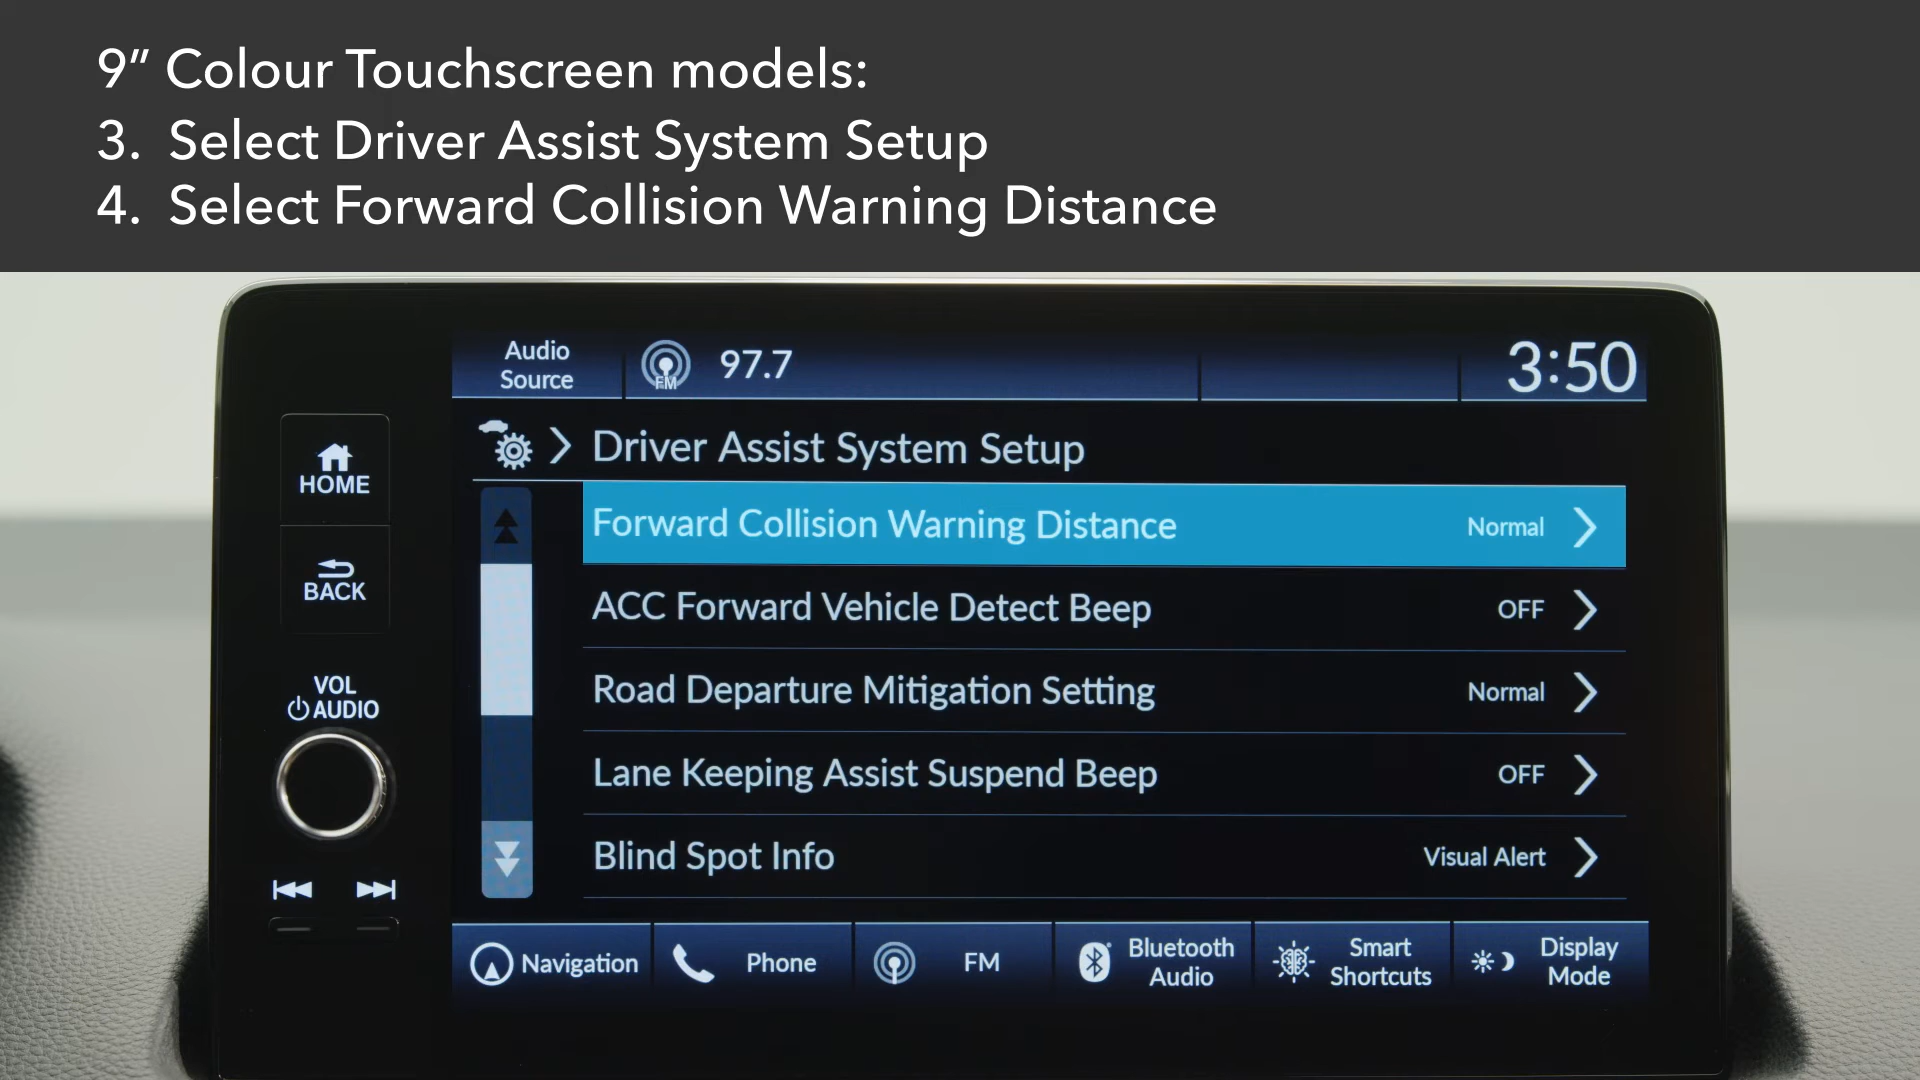 9” Colour Touchscreen models:
3. Select Driver Assist System Setup
4. Select Forward Collision Warning Distance
Audio
Source
FM
97.7
3:50
Driver Assist System Setup
HOME
BACK
VOL
AUDIO
Forward Collision Warning Distance Normal
ACC Forward Vehicle Detect Beep OFF
Road Departure Mitigation Setting Normal
Lane Keeping Assist Suspend Beep OFF
Blind Spot Info Visual Alert
Navigation
Phone
FM
Bluetooth
Audio
Smart
Shortcuts
Display
Mode